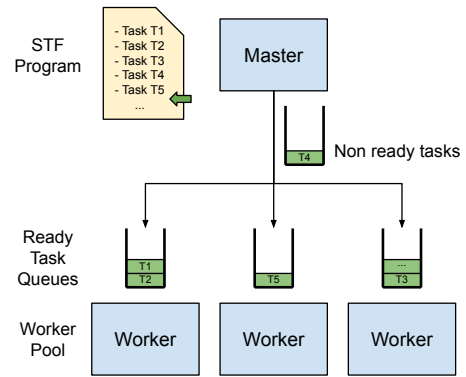 STF
Program
- Task T1
- Task T2
- Task T3
- Task T4
- Task T5
...
Master
T4
Non ready tasks
Ready
Task
Queues
T1
T2
T5
...
T3
Worker
Pool
Worker
Worker
Worker